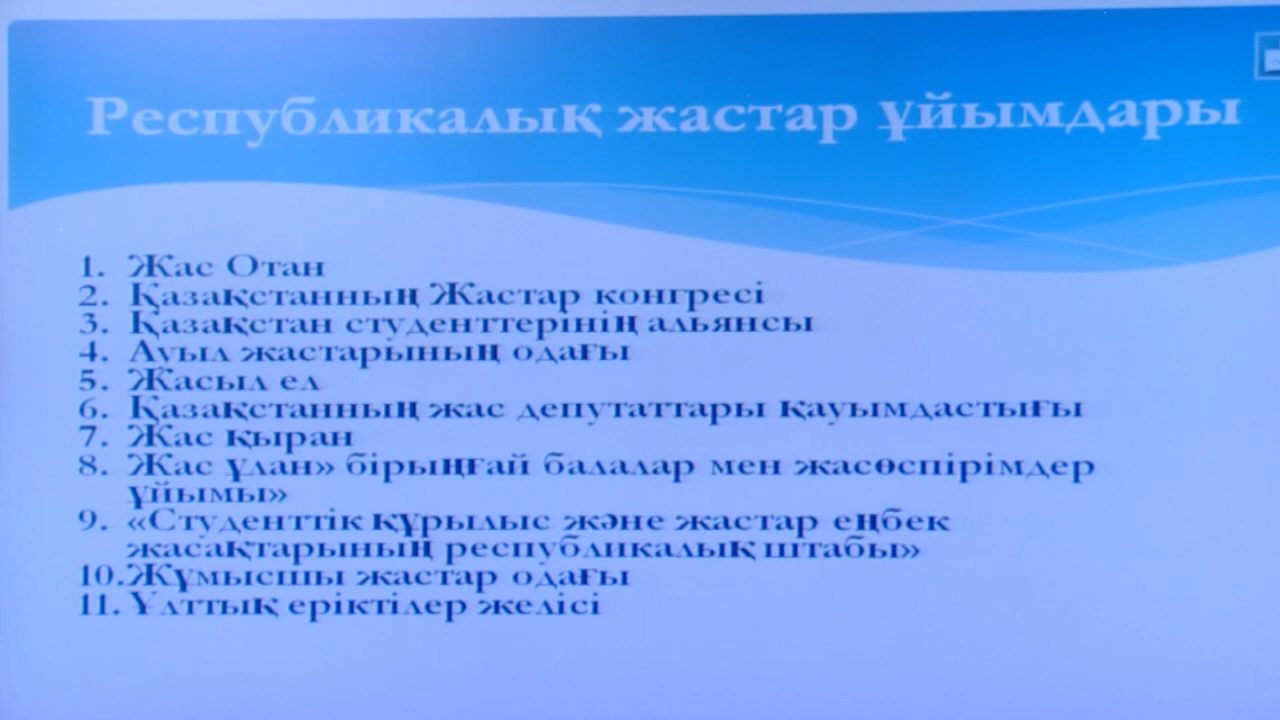 Республикалық жастар ұйымдары
1. Жас Отан
2. Қазақстанның Жастар конгресі
3. Қазақстан студенттерінің альянсы
4. Ауыл жастарының одағы
5. Жасыл ел
6. Қазақстанның жас депутаттары қауымдастығы
7. Жас қыран
8. Жас ұлан» бірыңғай балалар мен жасөспірімдер
ұйымы»
9. «Студенттік құрылыс және жастар еңбек
жасақтарының республикалық штабы»
10.Жұмысшы жастар одағы
11. Ұлттық еріктілер желісі